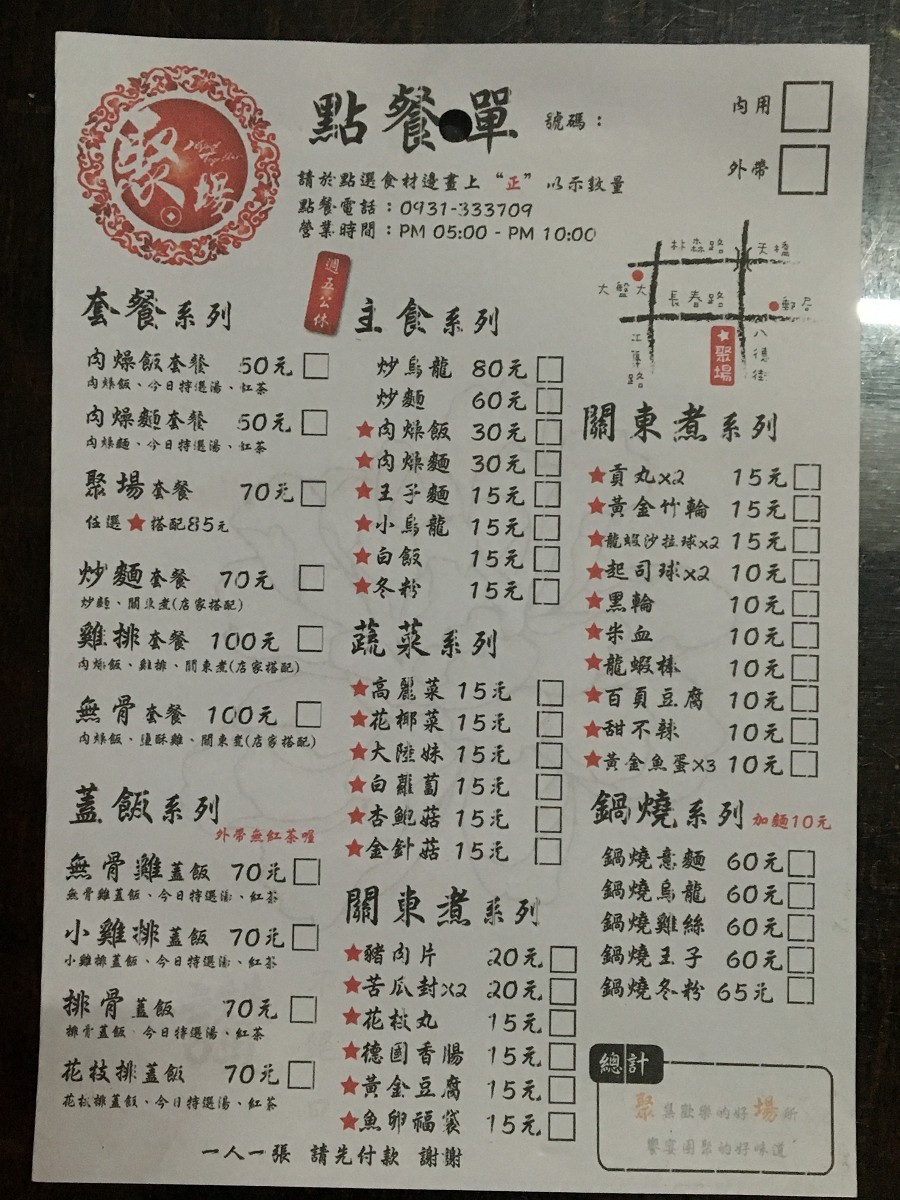 聚場
點餐單
號碼：
內用
外帶
請於點選食材邊畫上“正”以示數量
點餐電話：0931-333709
營業時間：PM 05:00 - PM 10:00
週五公休
朴森路
天橋
大盤大
長春路
郵局
八德街
聚場
套餐系列
肉燥飯套餐 50元
肉燥飯、今日特選湯、紅茶
肉燥麵套餐 50元
肉燥麵、今日特選湯、紅茶
聚場套餐 70元
任選★搭配85元
炒麵套餐 70元
炒麵、關東煮(店家搭配)
雞排套餐 100元
肉燥飯、雞排、關東煮(店家搭配)
無骨套餐 100元
肉燥飯、鹽酥雞、關東煮(店家搭配)
蓋飯系列
外帶無紅茶喔
無骨雞蓋飯 70元
無骨雞蓋飯、今日特選湯、紅茶
小雞排蓋飯 70元
小雞排蓋飯、今日特選湯、紅茶
排骨蓋飯 70元
排骨蓋飯、今日特選湯、紅茶
花枝排蓋飯 70元
花枝排蓋飯、今日特選湯、紅茶
主食系列
炒烏龍 80元
炒麵 60元
★肉燥飯 30元
★肉燥麵 30元
★王子麵 15元
★小烏龍 15元
★白飯 15元
★冬粉 15元
蔬菜系列
★高麗菜 15元
★花椰菜 15元
★大陸妹 15元
★白蘿蔔 15元
★杏鮑菇 15元
★金針菇 15元
關東煮系列
★豬肉片 20元
★苦瓜封x2 20元
★花枝丸 15元
★德國香腸 15元
★黃金豆腐 15元
★魚卵福袋 15元
關東煮系列
★貢丸x2 15元
★黃金竹輪 15元
★龍蝦沙拉球x2 15元
★起司球x2 10元
★黑輪 10元
★米血 10元
★龍蝦棒 10元
★百頁豆腐 10元
★甜不辣 10元
★黃金魚蛋x3 10元
鍋燒系列 加麵10元
鍋燒意麵 60元
鍋燒烏龍 60元
鍋燒雞絲 60元
鍋燒王子 60元
鍋燒冬粉 65元
總計
聚集歡樂的好場所
饗宴團聚的好味道
一人一張 請先付款 謝謝